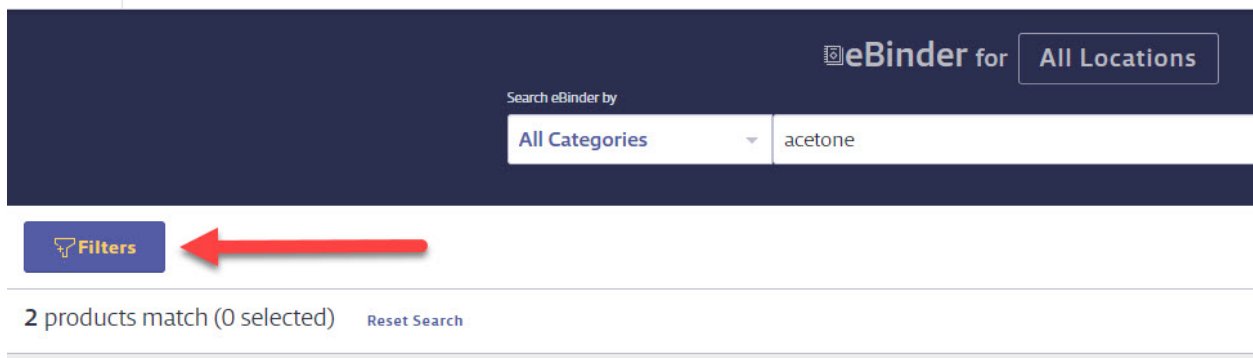 eBinder for All Locations
Search eBinder by
All Categories acetone
Filters
2 products match (0 selected) Reset Search